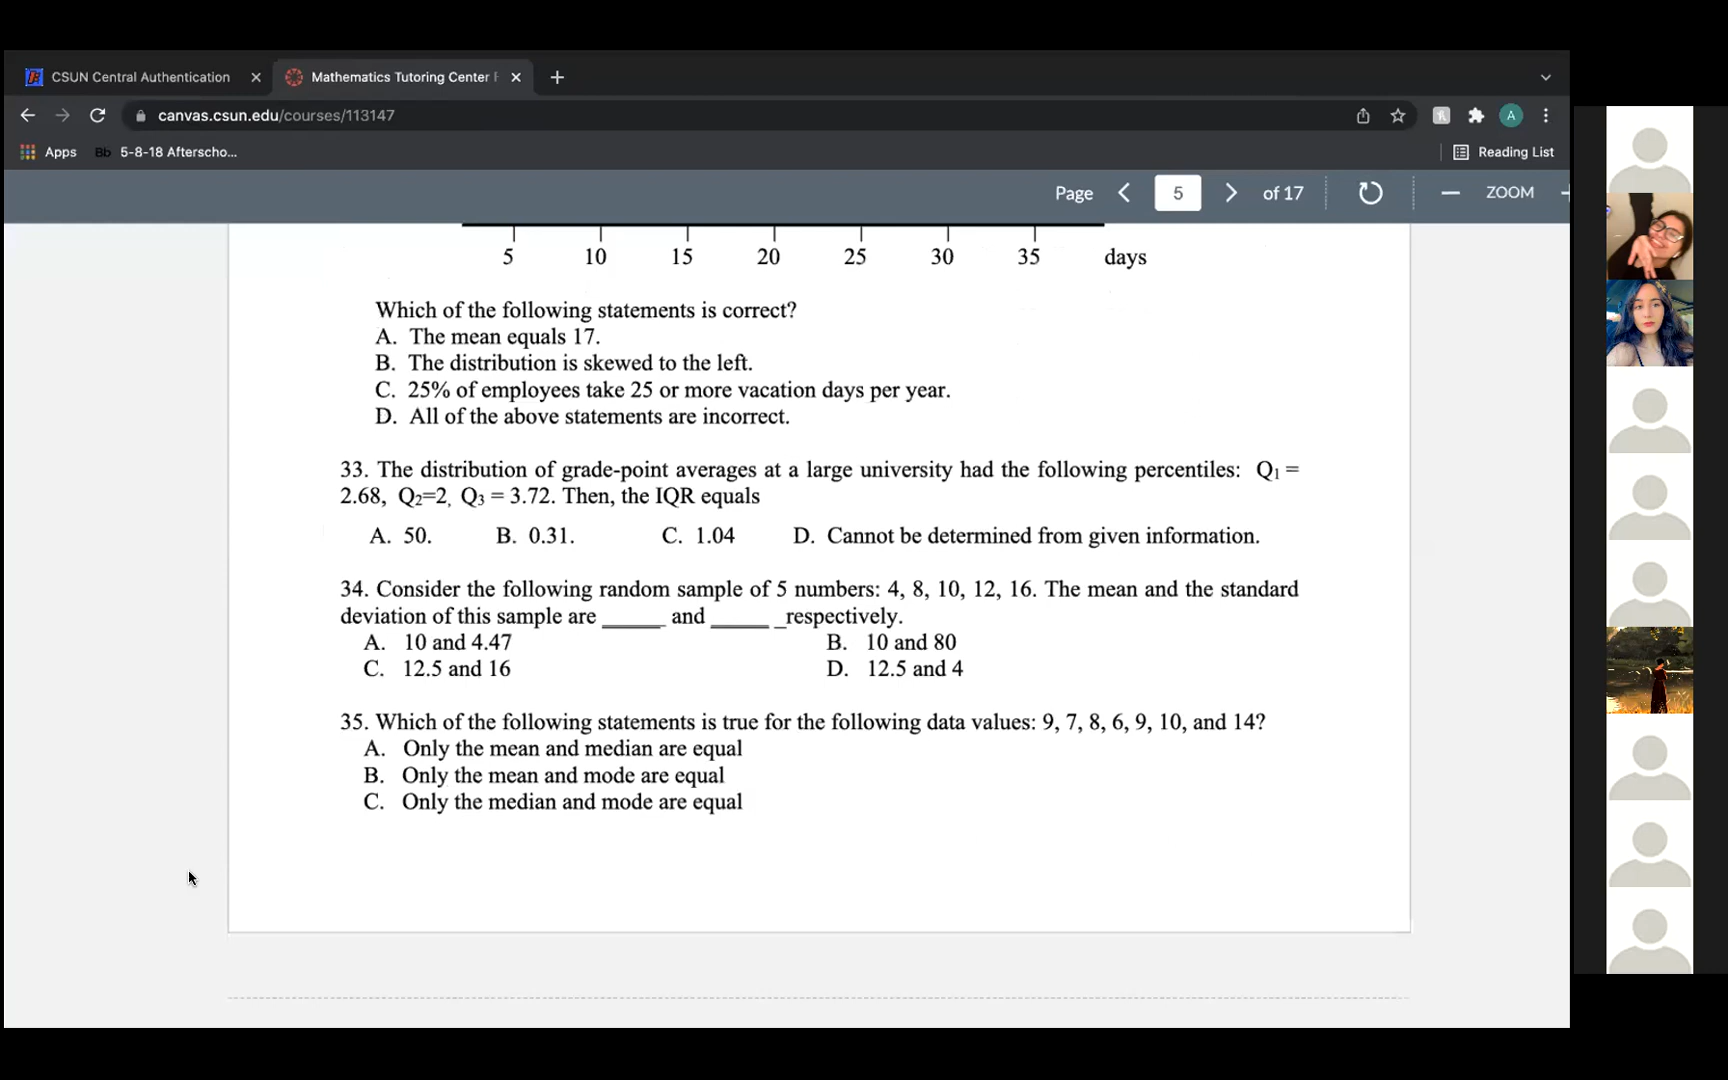 CSUN Central Authentication
Mathematics Tutoring Center
canvas.csun.edu/courses/113147
A
Apps
Bb 5-8-18 Afterscho...
Reading List
Page 5 of 17 ZOOM
5 10 15 20 25 30 35 days
Which of the following statements is correct?
A. The mean equals 17.
B. The distribution is skewed to the left.
C. 25% of employees take 25 or more vacation days per year.
D. All of the above statements are incorrect.
33. The distribution of grade-point averages at a large university had the following percentiles: Q₁ =
2.68, Q₂=2, Q₃ = 3.72. Then, the IQR equals
A. 50. B. 0.31. C. 1.04 D. Cannot be determined from given information.
34. Consider the following random sample of 5 numbers: 4, 8, 10, 12, 16. The mean and the standard
deviation of this sample are ______ and ______ _respectively.
A. 10 and 4.47 B. 10 and 80
C. 12.5 and 16 D. 12.5 and 4
35. Which of the following statements is true for the following data values: 9, 7, 8, 6, 9, 10, and 14?
A. Only the mean and median are equal
B. Only the mean and mode are equal
C. Only the median and mode are equal